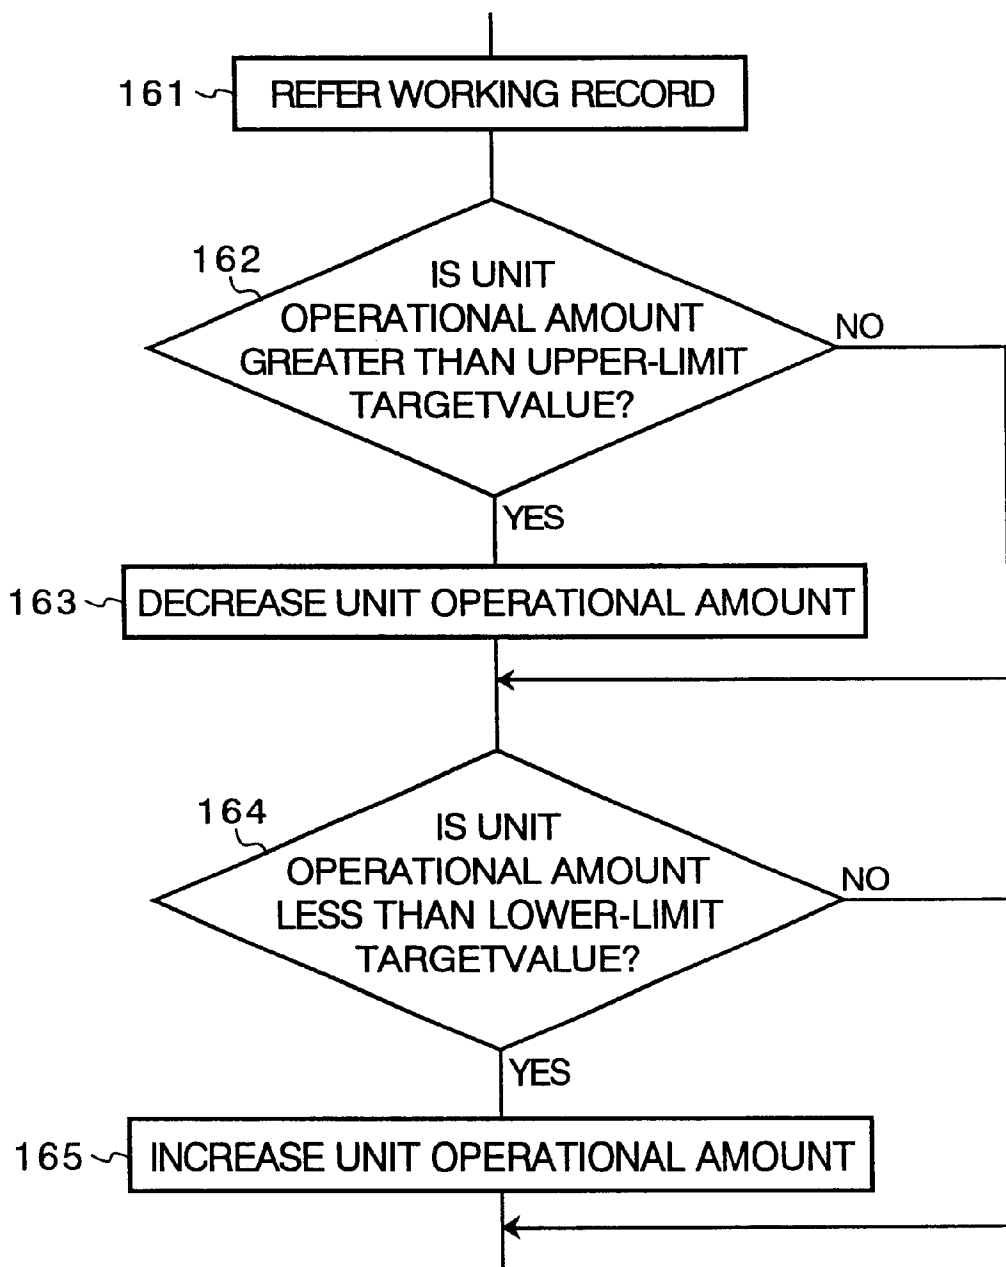 161 REFER WORKING RECORD
162
IS UNIT
OPERATIONAL AMOUNT
GREATER THAN UPPER-LIMIT
TARGETVALUE?
NO
YES
163 DECREASE UNIT OPERATIONAL AMOUNT
164
IS UNIT
OPERATIONAL AMOUNT
LESS THAN LOWER-LIMIT
TARGETVALUE?
NO
YES
165 INCREASE UNIT OPERATIONAL AMOUNT